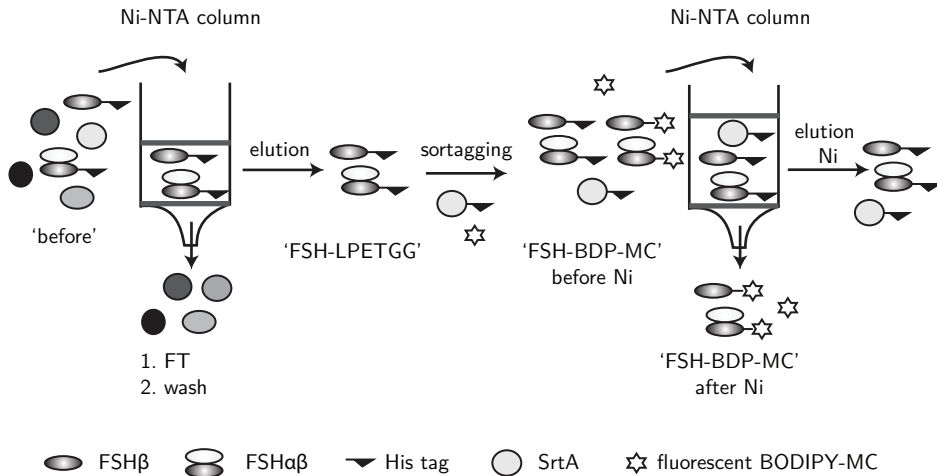 Ni-NTA column
Ni-NTA column
elution
sortagging
elution
Ni
'before'
'FSH-LPETGG'
'FSH-BDP-MC'
before Ni
1. FT
2. wash
'FSH-BDP-MC'
after Ni
FSHβ
FSHαβ
His tag
SrtA
fluorescent BODIPY-MC